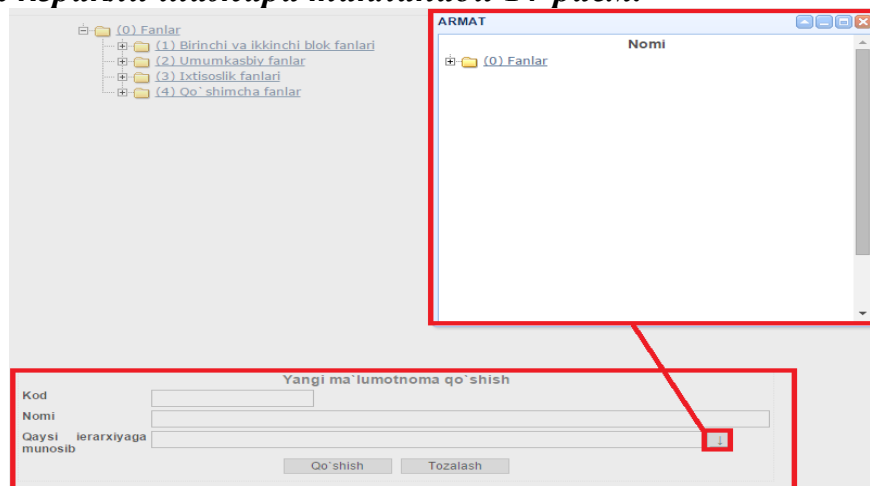 (0) Fanlar
(1) Birinchi va ikkinchi blok fanlari
(2) Umumkasbiy fanlar
(3) Ixtisoslik fanlari
(4) Qo`shimcha fanlar
ARMAT
Nomi
(0) Fanlar
Yangi ma`lumotnoma qo`shish
Kod
Nomi
Qaysi ierarxiyaga
munosib
Qo`shish Tozalash